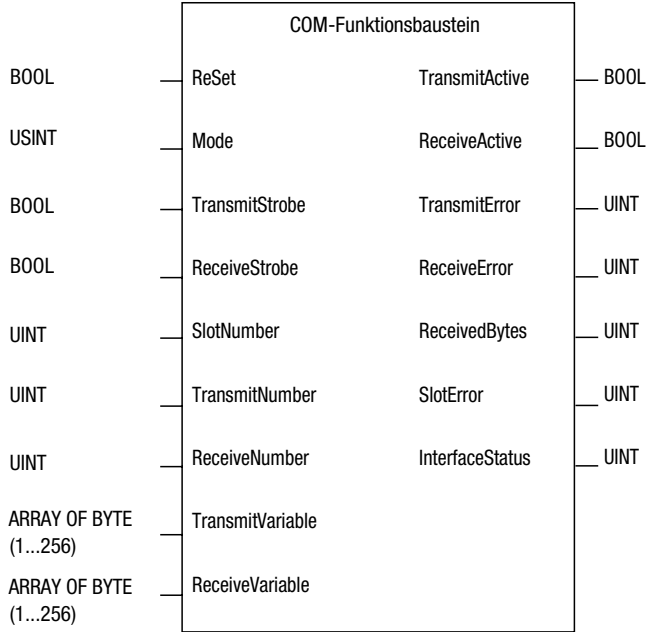 COM-Funktionsbaustein
BOOL ReSet TransmitActive BOOL
USINT Mode ReceiveActive BOOL
BOOL TransmitStrobe TransmitError UINT
BOOL ReceiveStrobe ReceiveError UINT
UINT SlotNumber ReceivedBytes UINT
UINT TransmitNumber SlotError UINT
UINT ReceiveNumber InterfaceStatus UINT
ARRAY OF BYTE TransmitVariable
(1...256)
ARRAY OF BYTE ReceiveVariable
(1...256)